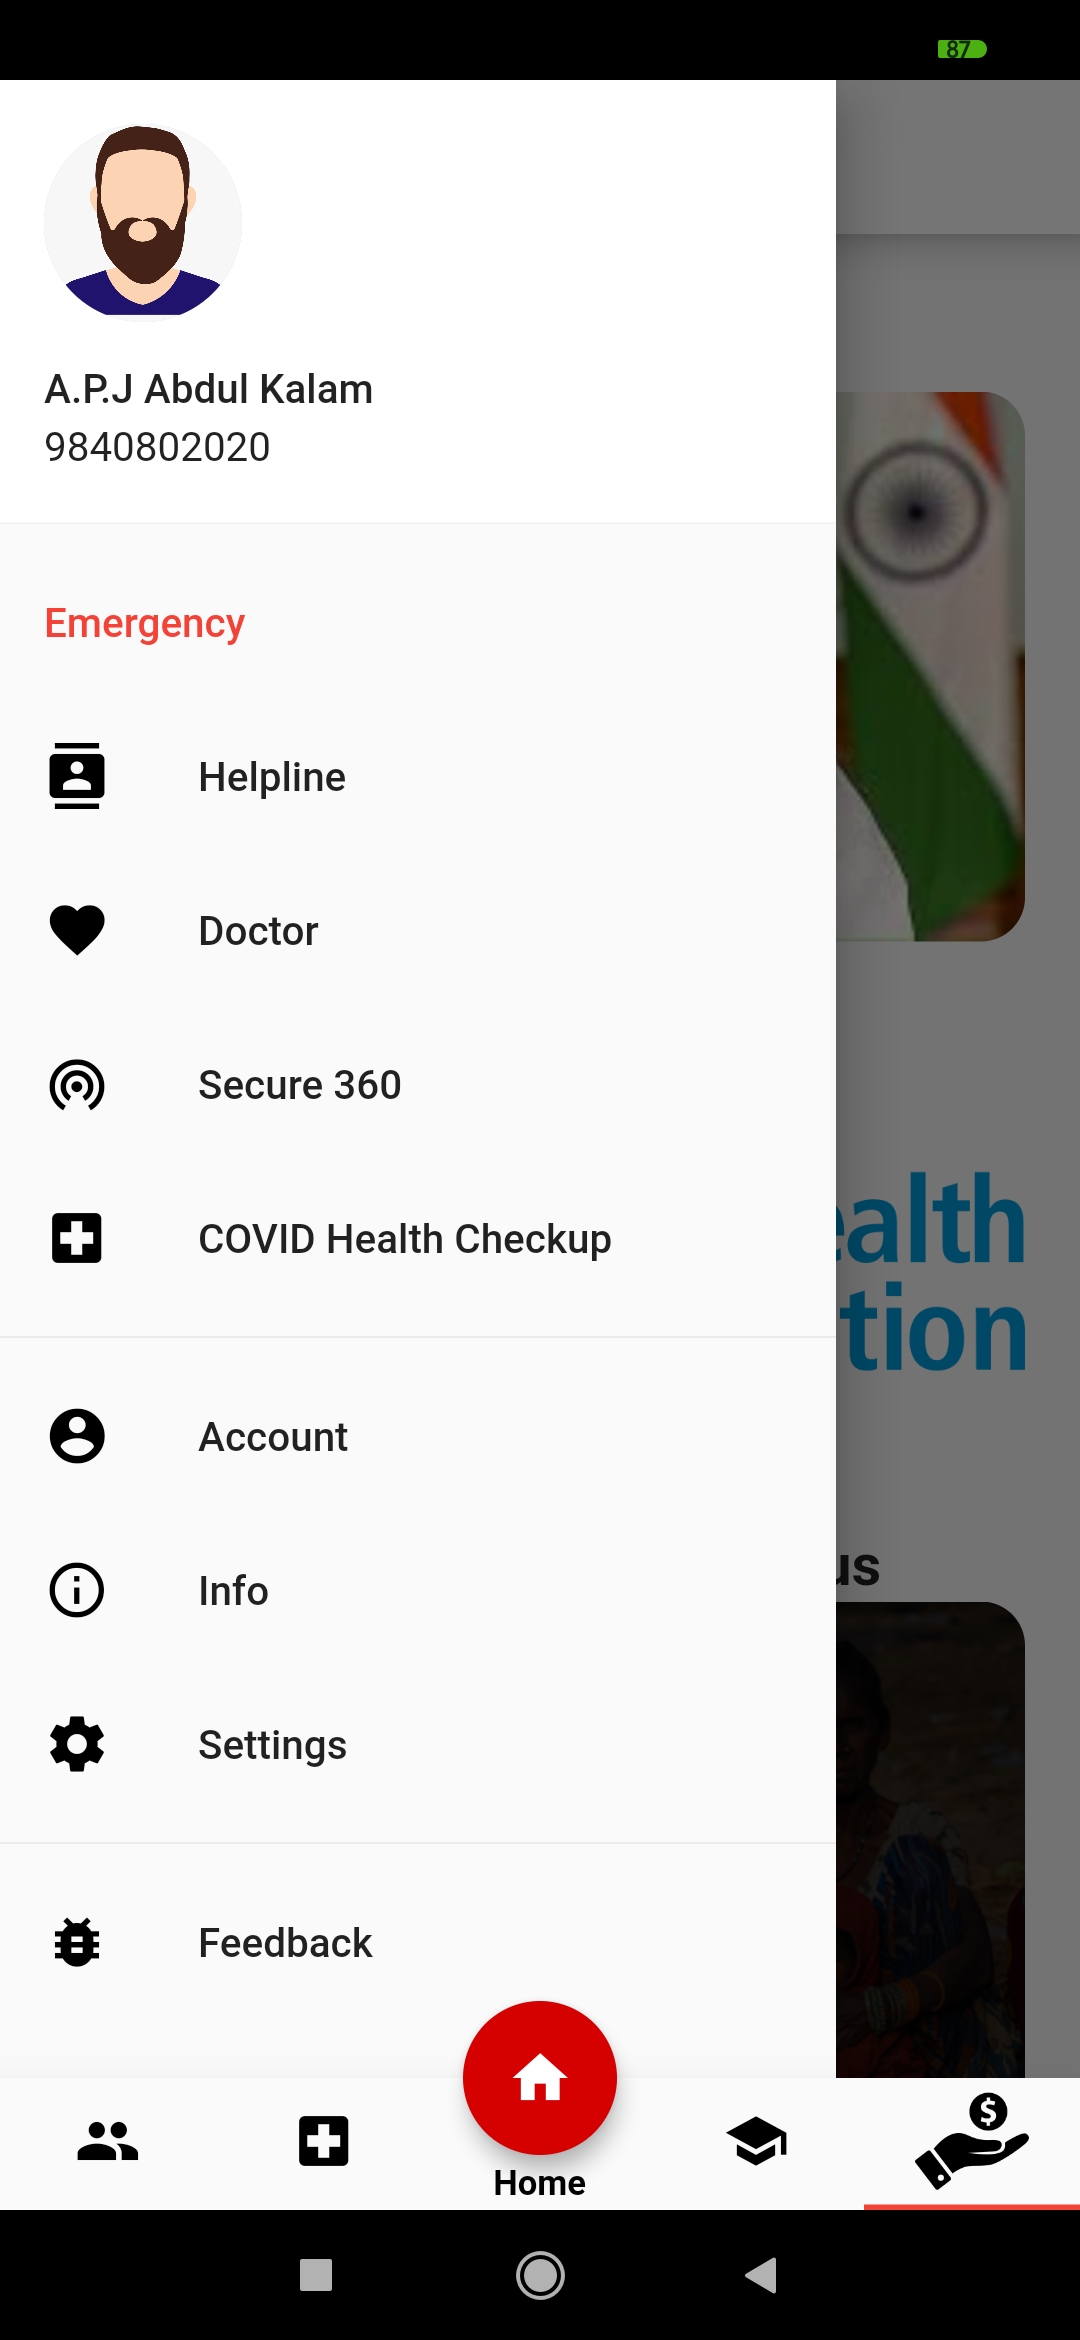 87
A.P.J Abdul Kalam
9840802020
Emergency
Helpline
Doctor
Secure 360
COVID Health Checkup
ealth
tion
Account
us
Info
Settings
Feedback
$
Home